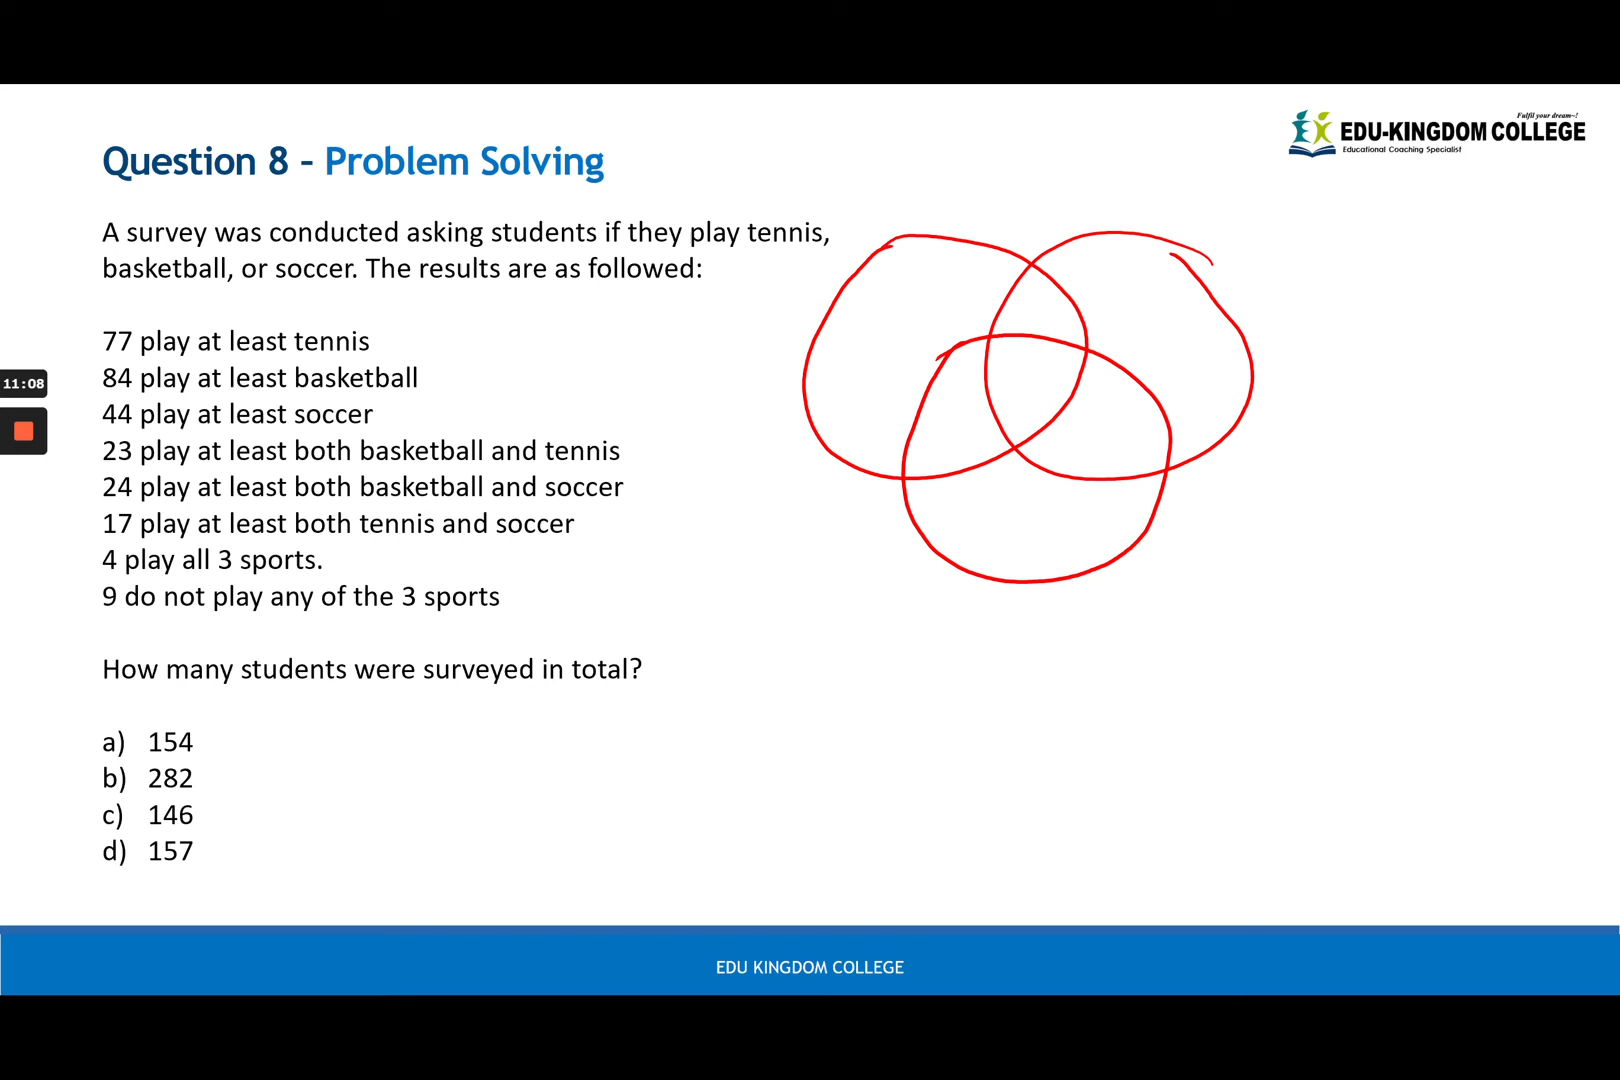 Fulfil your dream~!
EDU-KINGDOM COLLEGE
Educational Coaching Specialist
Question 8 - Problem Solving
A survey was conducted asking students if they play tennis,
basketball, or soccer. The results are as followed:
77 play at least tennis
84 play at least basketball
44 play at least soccer
23 play at least both basketball and tennis
24 play at least both basketball and soccer
17 play at least both tennis and soccer
4 play all 3 sports.
9 do not play any of the 3 sports
How many students were surveyed in total?
a) 154
b) 282
c) 146
d) 157
11:08
EDU KINGDOM COLLEGE